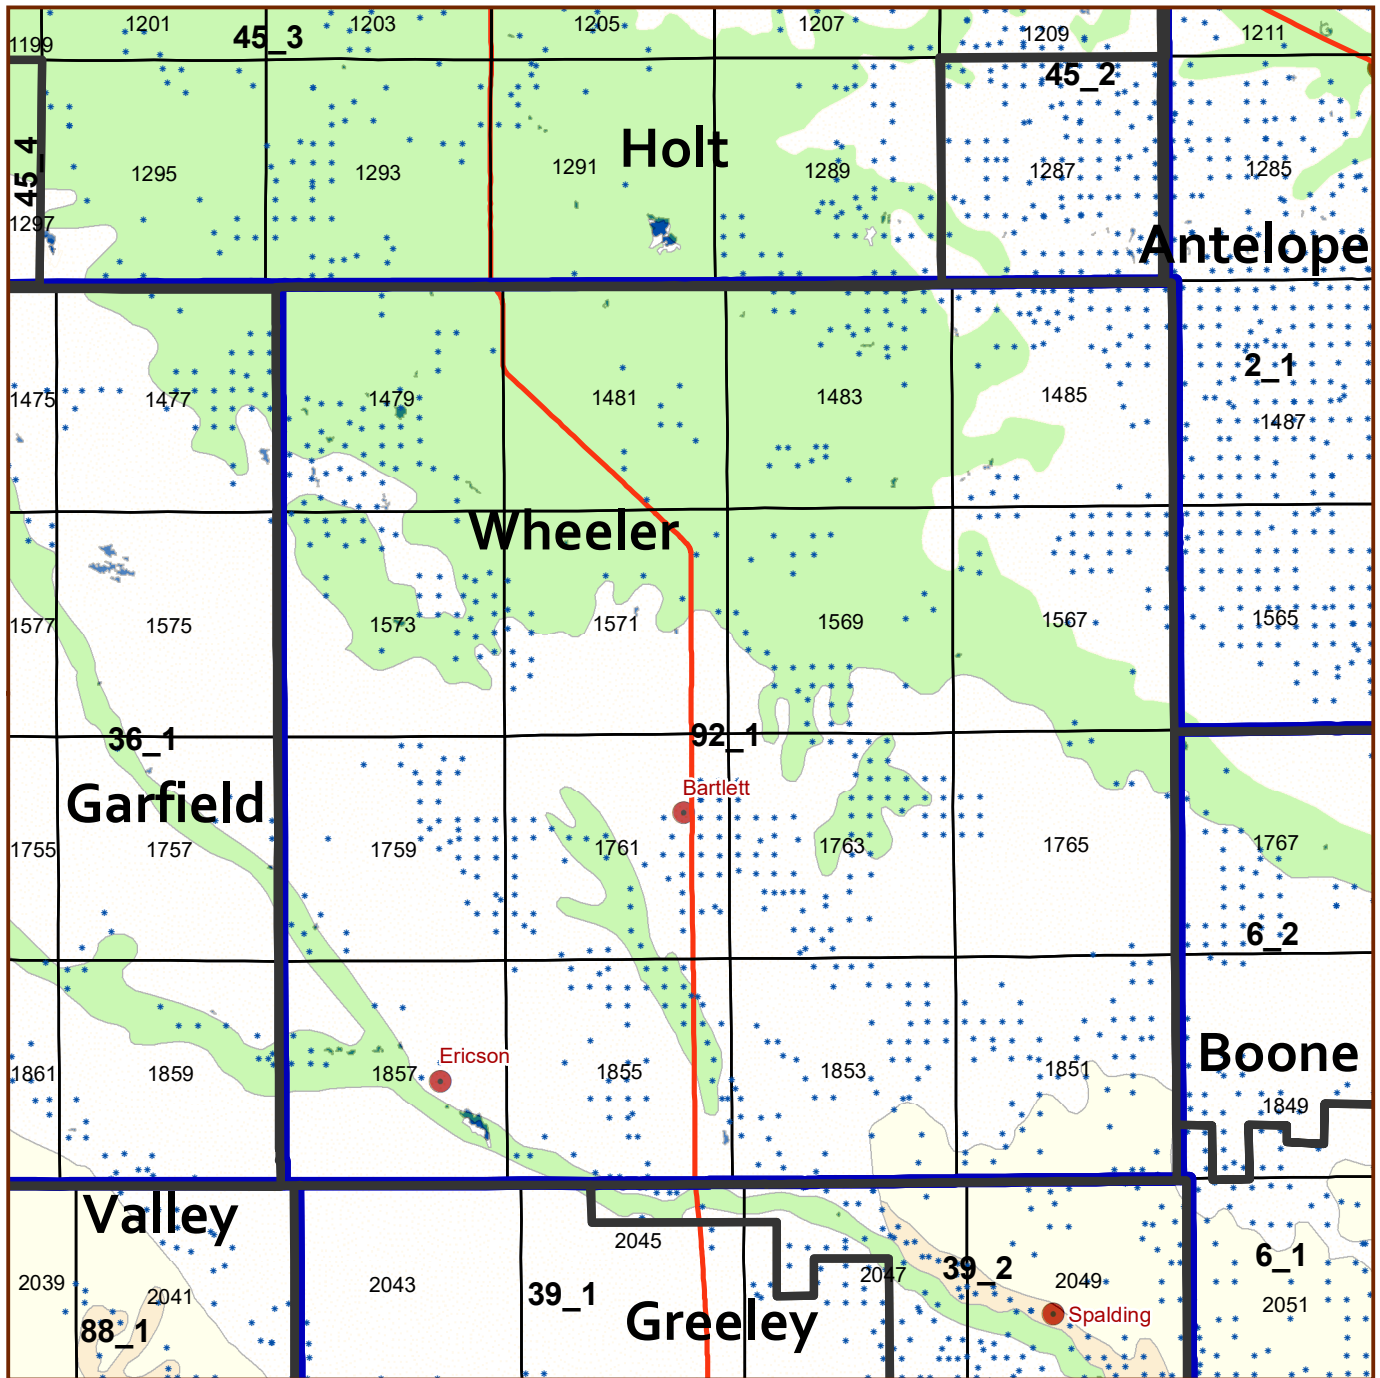 1201 1203 1205 1207 1209 1211
1199 45_3
45_2
45_4 Holt
1295 1293 1291 1289 1287 1285
1297
Antelope
2_1
1475 1477 1479 1481 1483 1485
1487
Wheeler
1577 1575 1573 1571 1569 1567 1565
36_1 92_1
Bartlett
Garfield
1755 1757 1759 1761 1763 1765 1767
6_2
Ericson
Boone
1861 1859 1857 1855 1853 1851
1849
Valley
2045
39_2 6_1
2039 2041 2043 39_1 2047 2049
2051
88_1 Greeley Spalding